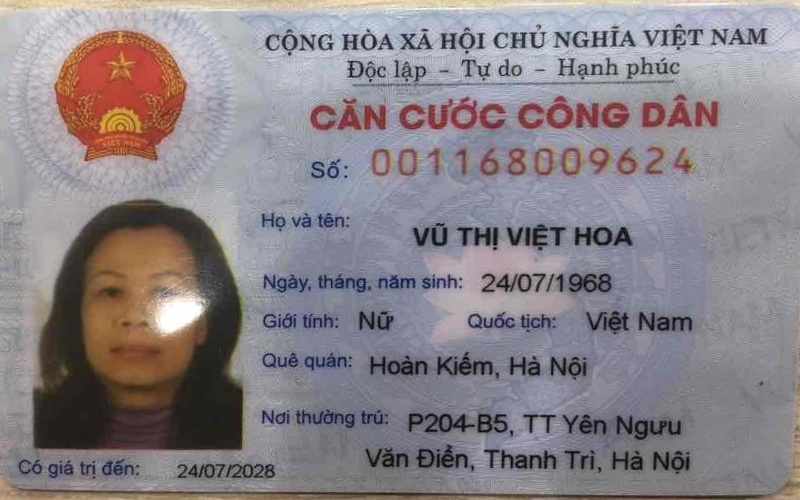 CỘNG HÒA XÃ HỘI CHỦ NGHĨA VIỆT NAM
Độc lập - Tự do - Hạnh phúc
CĂN CƯỚC CÔNG DÂN
Số: 001168009624
Họ và tên: VŨ THỊ VIỆT HOA
Ngày, tháng, năm sinh: 24/07/1968
Giới tính: Nữ Quốc tịch: Việt Nam
Quê quán: Hoàn Kiếm, Hà Nội
Nơi thường trú: P204-B5, TT Yên Ngưu
Văn Điển, Thanh Trì, Hà Nội
Có giá trị đến: 24/07/2028